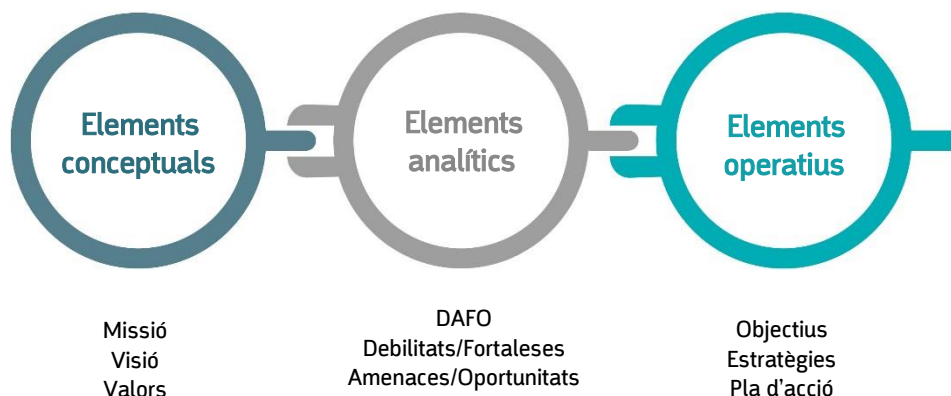 Elements
conceptuals
Elements
analítics
Elements
operatius
Missió
Visió
Valors
DAFO
Debilitats/Fortaleses
Amenaces/Oportunitats
Objectius
Estratègies
Pla d'acció